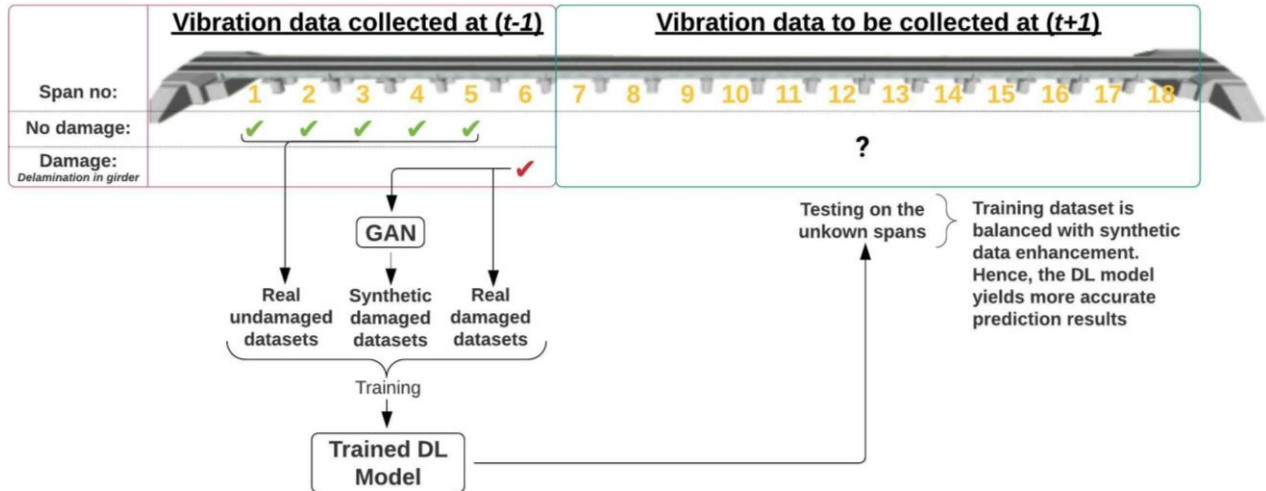 Vibration data collected at (t-1)
Vibration data to be collected at (t+1)
Span no:
1 2 3 4 5 6 7 8 9 10 11 12 13 14 15 16 17 18
No damage:
✔ ✔ ✔ ✔ ✔
?
Damage:
Delamination in girder
✔
GAN
Real
undamaged
datasets
Synthetic
damaged
datasets
Real
damaged
datasets
Training
Trained DL
Model
Testing on the
unkown spans
Training dataset is
balanced with synthetic
data enhancement.
Hence, the DL model
yields more accurate
prediction results